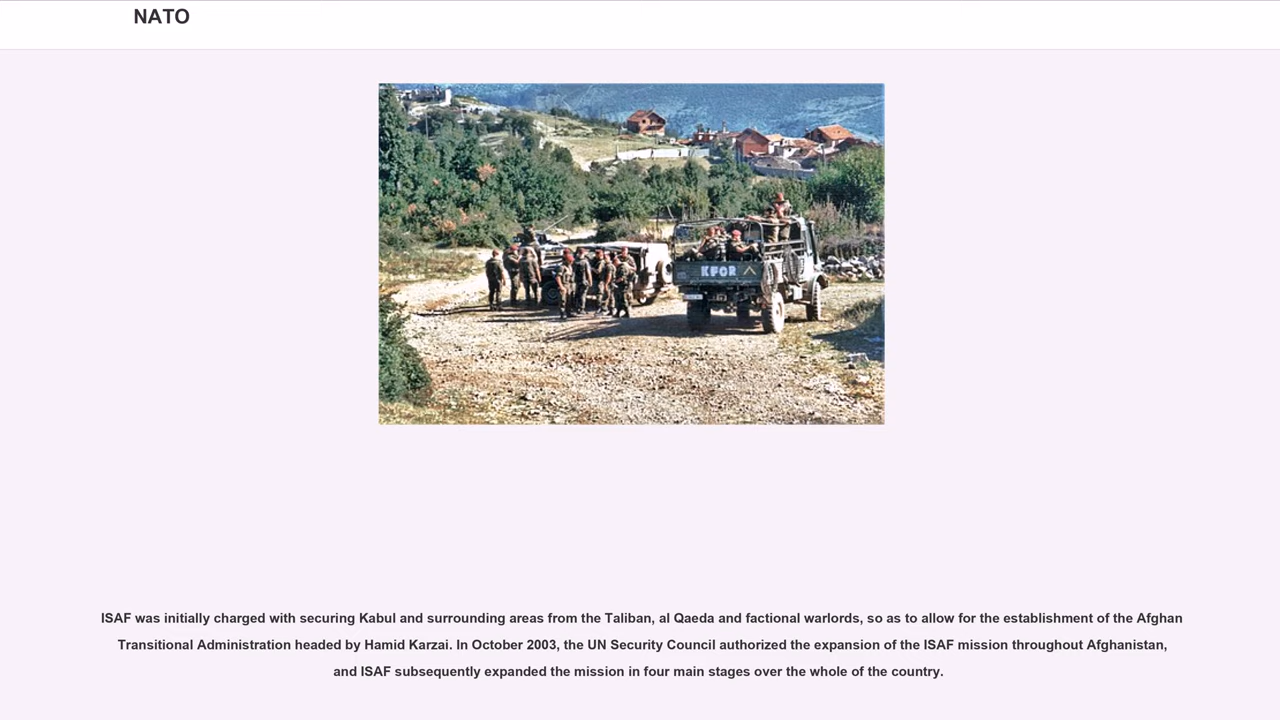 NATO
KFOR
ISAF was initially charged with securing Kabul and surrounding areas from the Taliban, al Qaeda and factional warlords, so as to allow for the establishment of the Afghan
Transitional Administration headed by Hamid Karzai. In October 2003, the UN Security Council authorized the expansion of the ISAF mission throughout Afghanistan,
and ISAF subsequently expanded the mission in four main stages over the whole of the country.